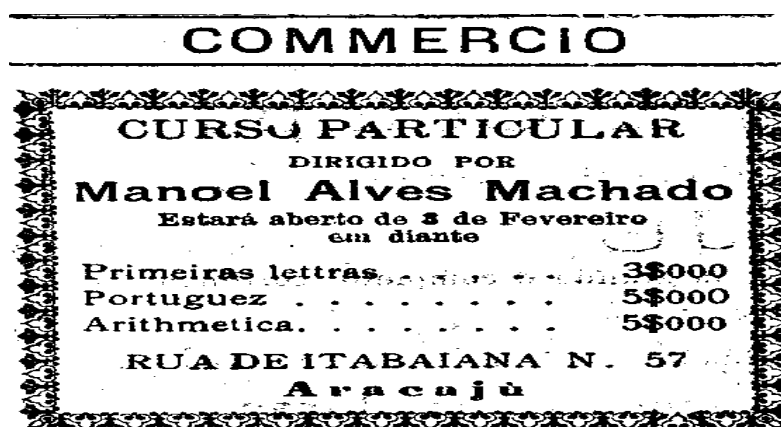 COMMERCIO
CURSO PARTICULAR
DIRIGIDO POR
Manoel Alves Machado
Estará aberto de 3 de Fevereiro
em diante
Primeiras lettras . . . . . . 3$000
Portuguez . . . . . . . . 5$000
Arithmetica. . . . . . . . 5$000
RUA DE ITABAIANA N. 57
Aracajù